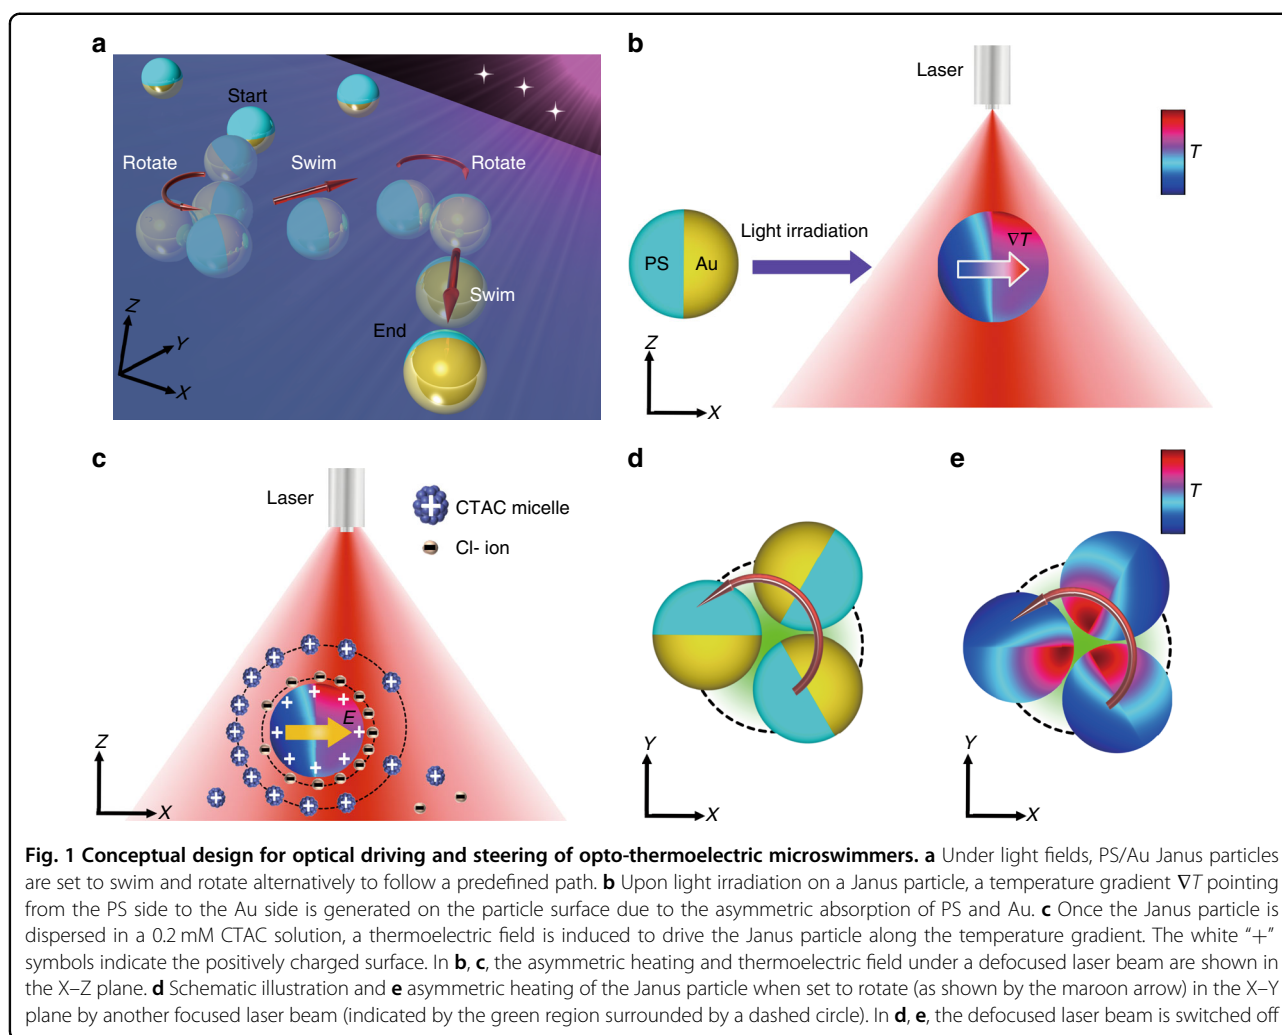 a
Start
Rotate
Swim
Rotate
Swim
End
Z
Y
X
b
Laser
T
PS
Au
Light irradiation
∇T
Z
X
c
Laser
CTAC micelle
Cl- ion
E
Z
X
d
Y
X
e
T
Y
X
Fig. 1 Conceptual design for optical driving and steering of opto-thermoelectric microswimmers. a Under light fields, PS/Au Janus particles
are set to swim and rotate alternatively to follow a predefined path. b Upon light irradiation on a Janus particle, a temperature gradient ∇T pointing
from the PS side to the Au side is generated on the particle surface due to the asymmetric absorption of PS and Au. c Once the Janus particle is
dispersed in a 0.2 mM CTAC solution, a thermoelectric field is induced to drive the Janus particle along the temperature gradient. The white “+”
symbols indicate the positively charged surface. In b, c, the asymmetric heating and thermoelectric field under a defocused laser beam are shown in
the X–Z plane. d Schematic illustration and e asymmetric heating of the Janus particle when set to rotate (as shown by the maroon arrow) in the X–Y
plane by another focused laser beam (indicated by the green region surrounded by a dashed circle). In d, e, the defocused laser beam is switched off